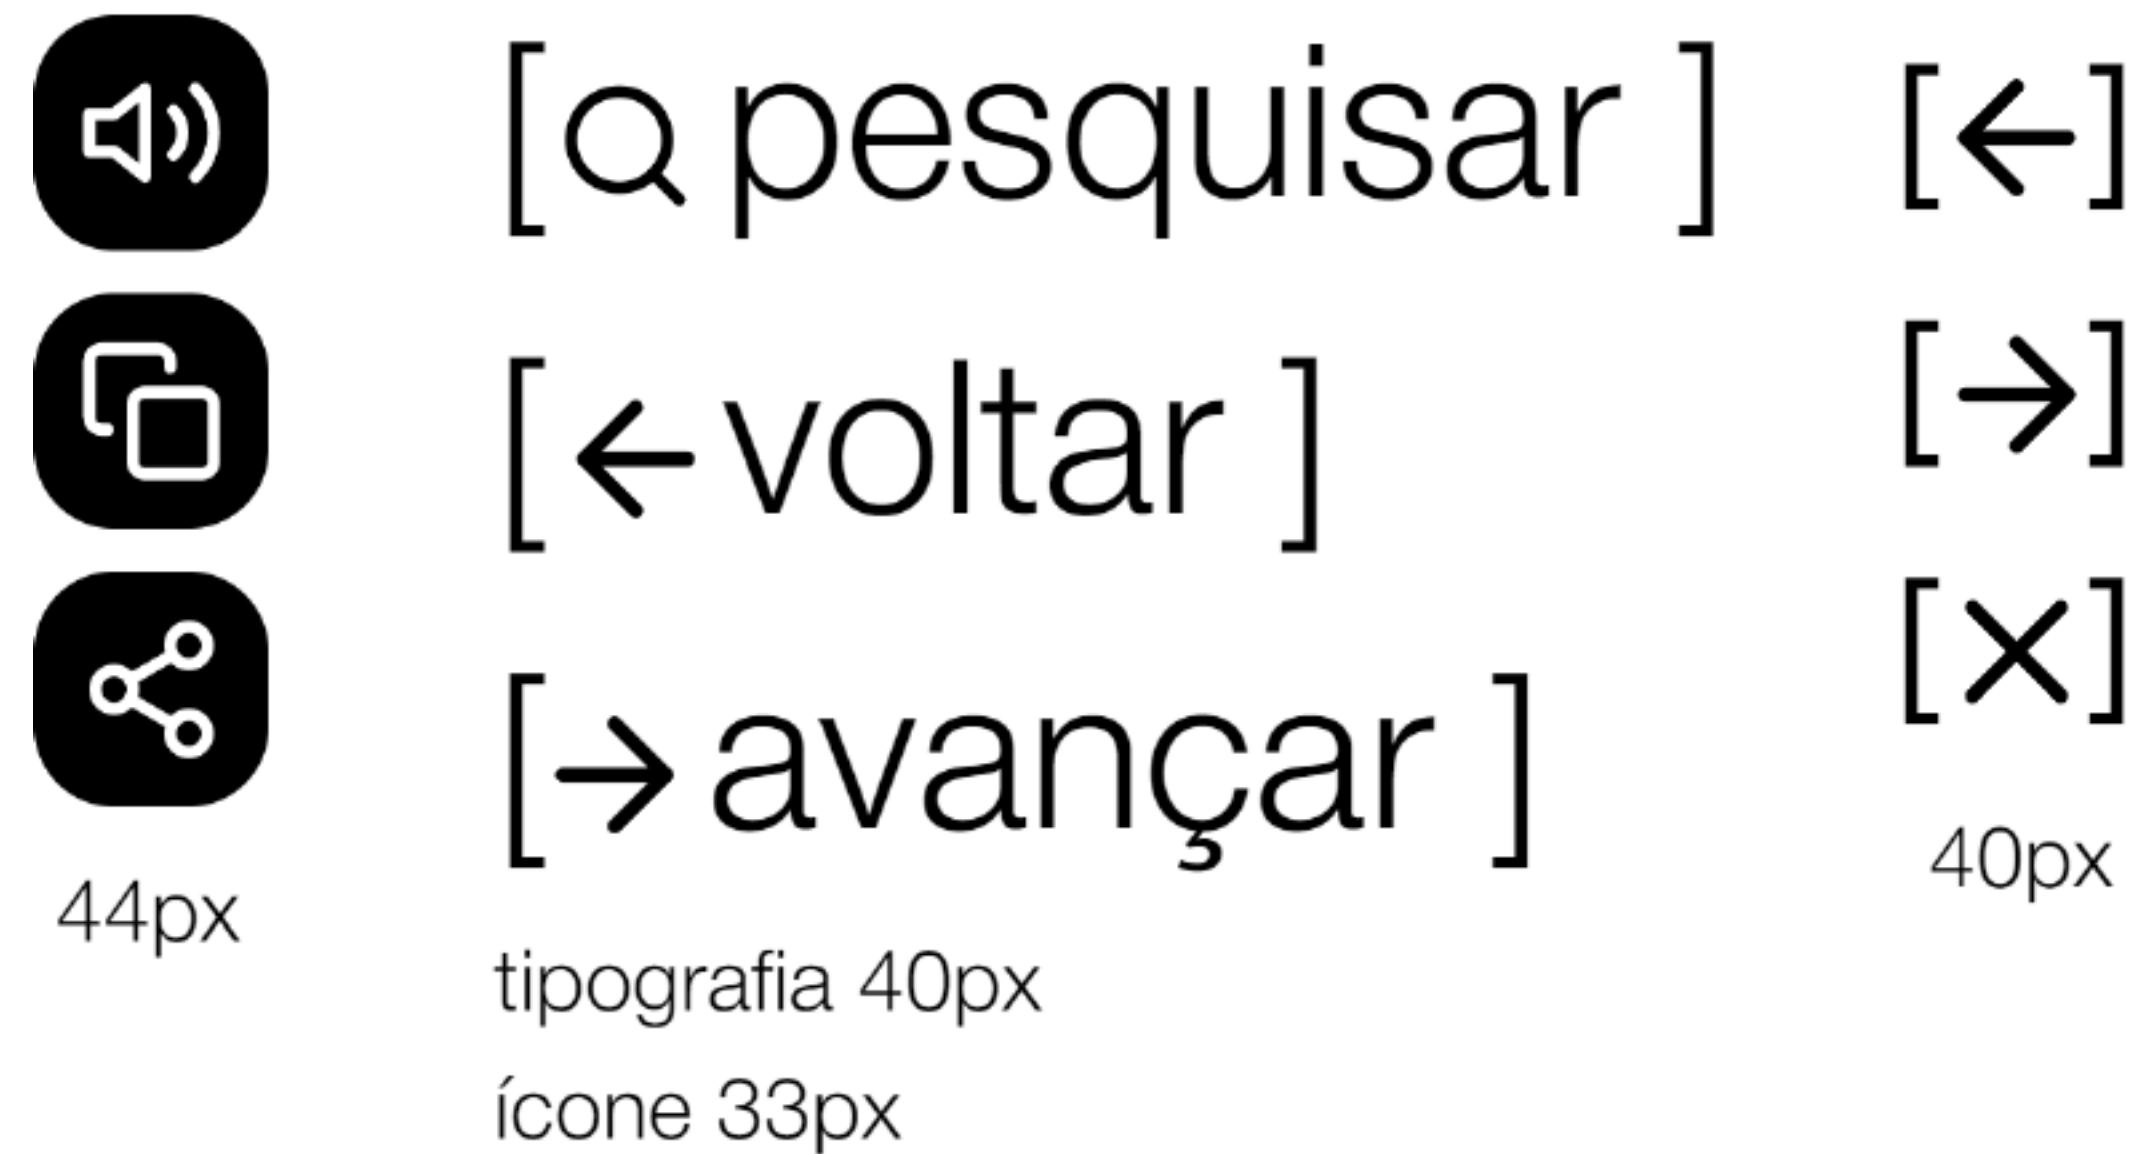 [ pesquisar ]
[← voltar ]
[→ avançar ]
tipografia 40px
ícone 33px
44px
[←]
[→]
[×]
40px